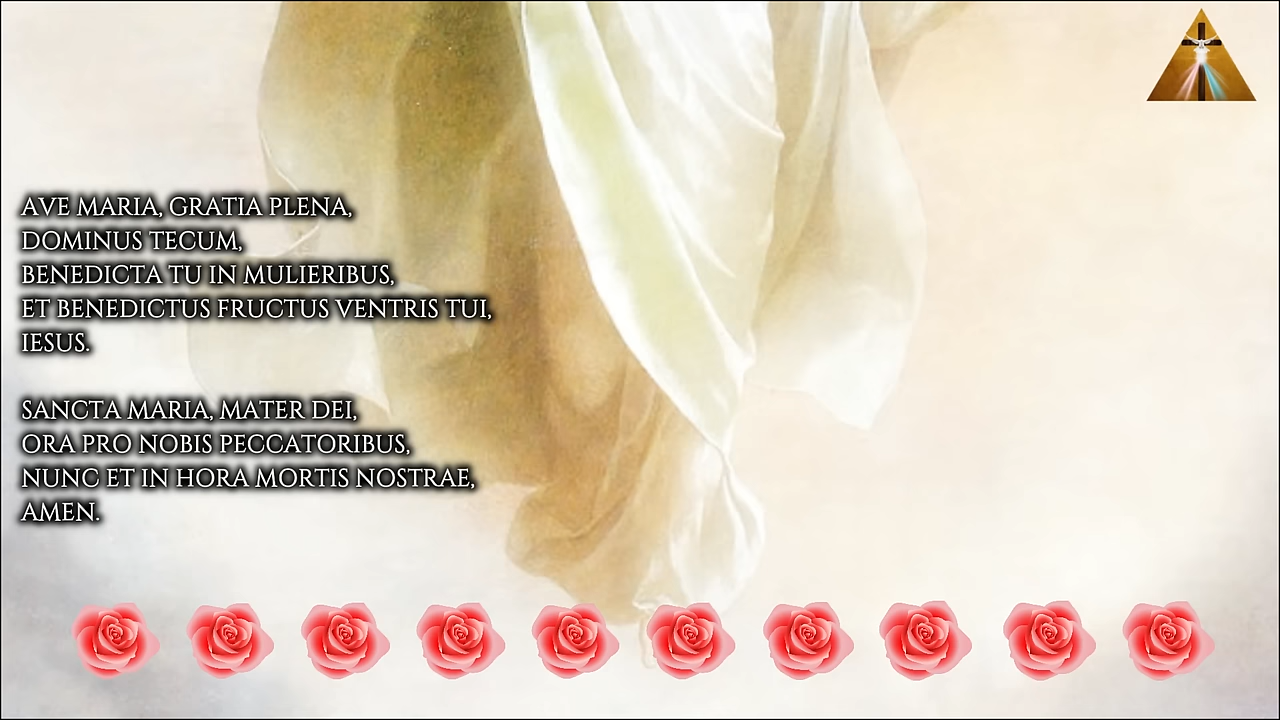 AVE MARIA, GRATIA PLENA,
DOMINUS TECUM,
BENEDICTA TU IN MULIERIBUS,
ET BENEDICTUS FRUCTUS VENTRIS TUI,
IESUS.
SANCTA MARIA, MATER DEI,
ORA PRO NOBIS PECCATORIBUS,
NUNC ET IN HORA MORTIS NOSTRAE,
AMEN.